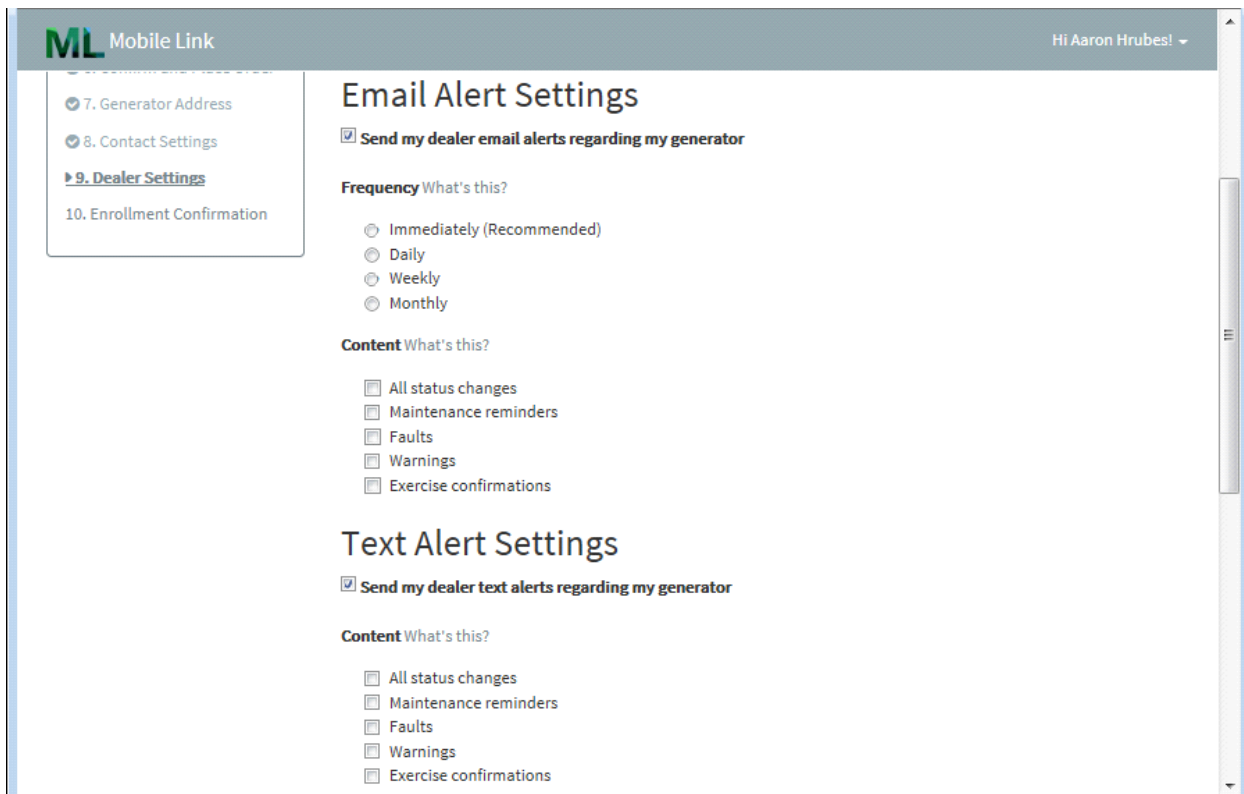 ML Mobile Link
Hi Aaron Hrubes!
7. Generator Address
8. Contact Settings
9. Dealer Settings
10. Enrollment Confirmation
Email Alert Settings
Send my dealer email alerts regarding my generator
Frequency What's this?
Immediately (Recommended)
Daily
Weekly
Monthly
Content What's this?
All status changes
Maintenance reminders
Faults
Warnings
Exercise confirmations
Text Alert Settings
Send my dealer text alerts regarding my generator
Content What's this?
All status changes
Maintenance reminders
Faults
Warnings
Exercise confirmations